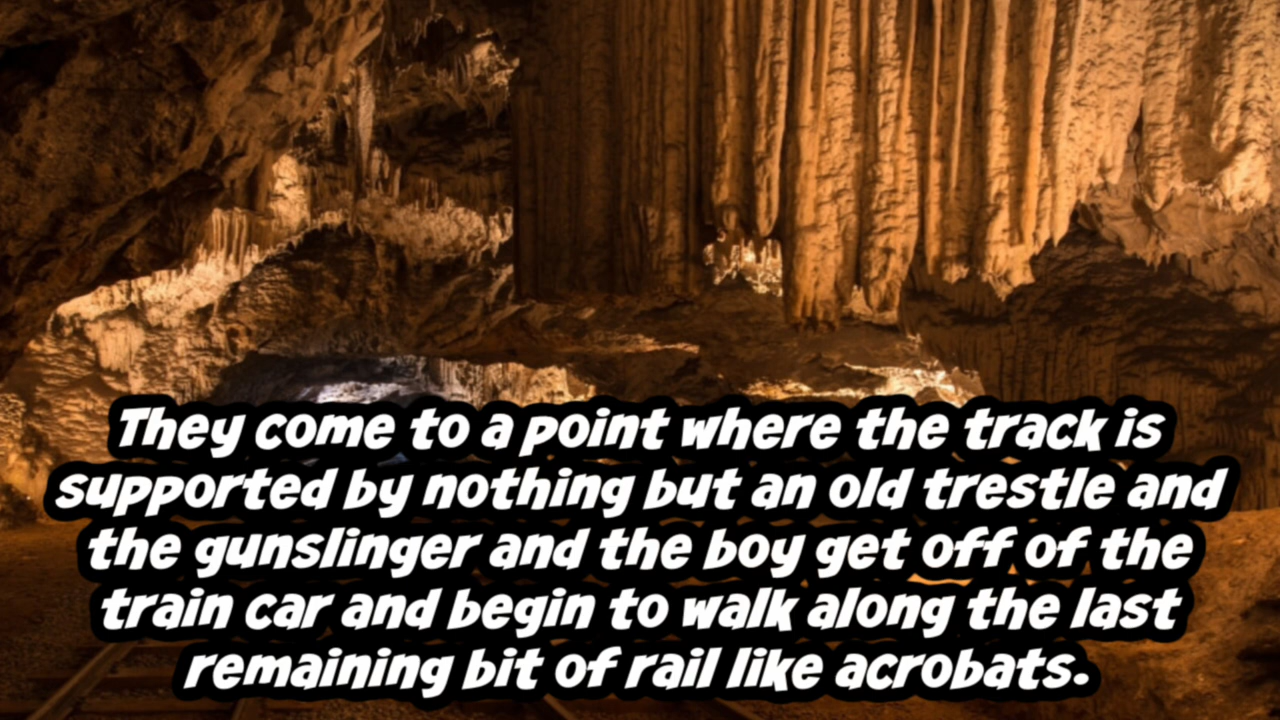 They come to a point where the track is
supported by nothing but an old trestle and
the gunslinger and the boy get off of the
train car and begin to walk along the last
remaining bit of rail like acrobats.